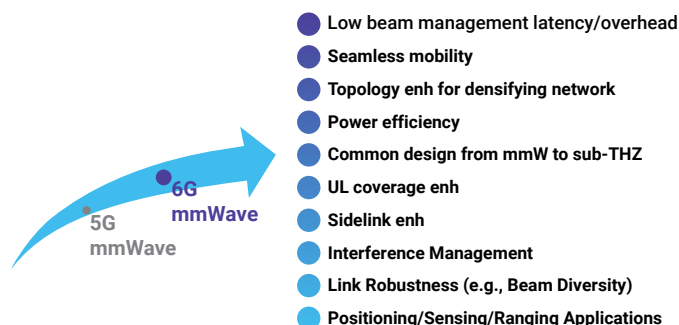 Low beam management latency/overhead
Seamless mobility
Topology enh for densifying network
Power efficiency
Common design from mmW to sub-THZ
UL coverage enh
Sidelink enh
Interference Management
Link Robustness (e.g., Beam Diversity)
Positioning/Sensing/Ranging Applications
6G
mmWave
5G
mmWave